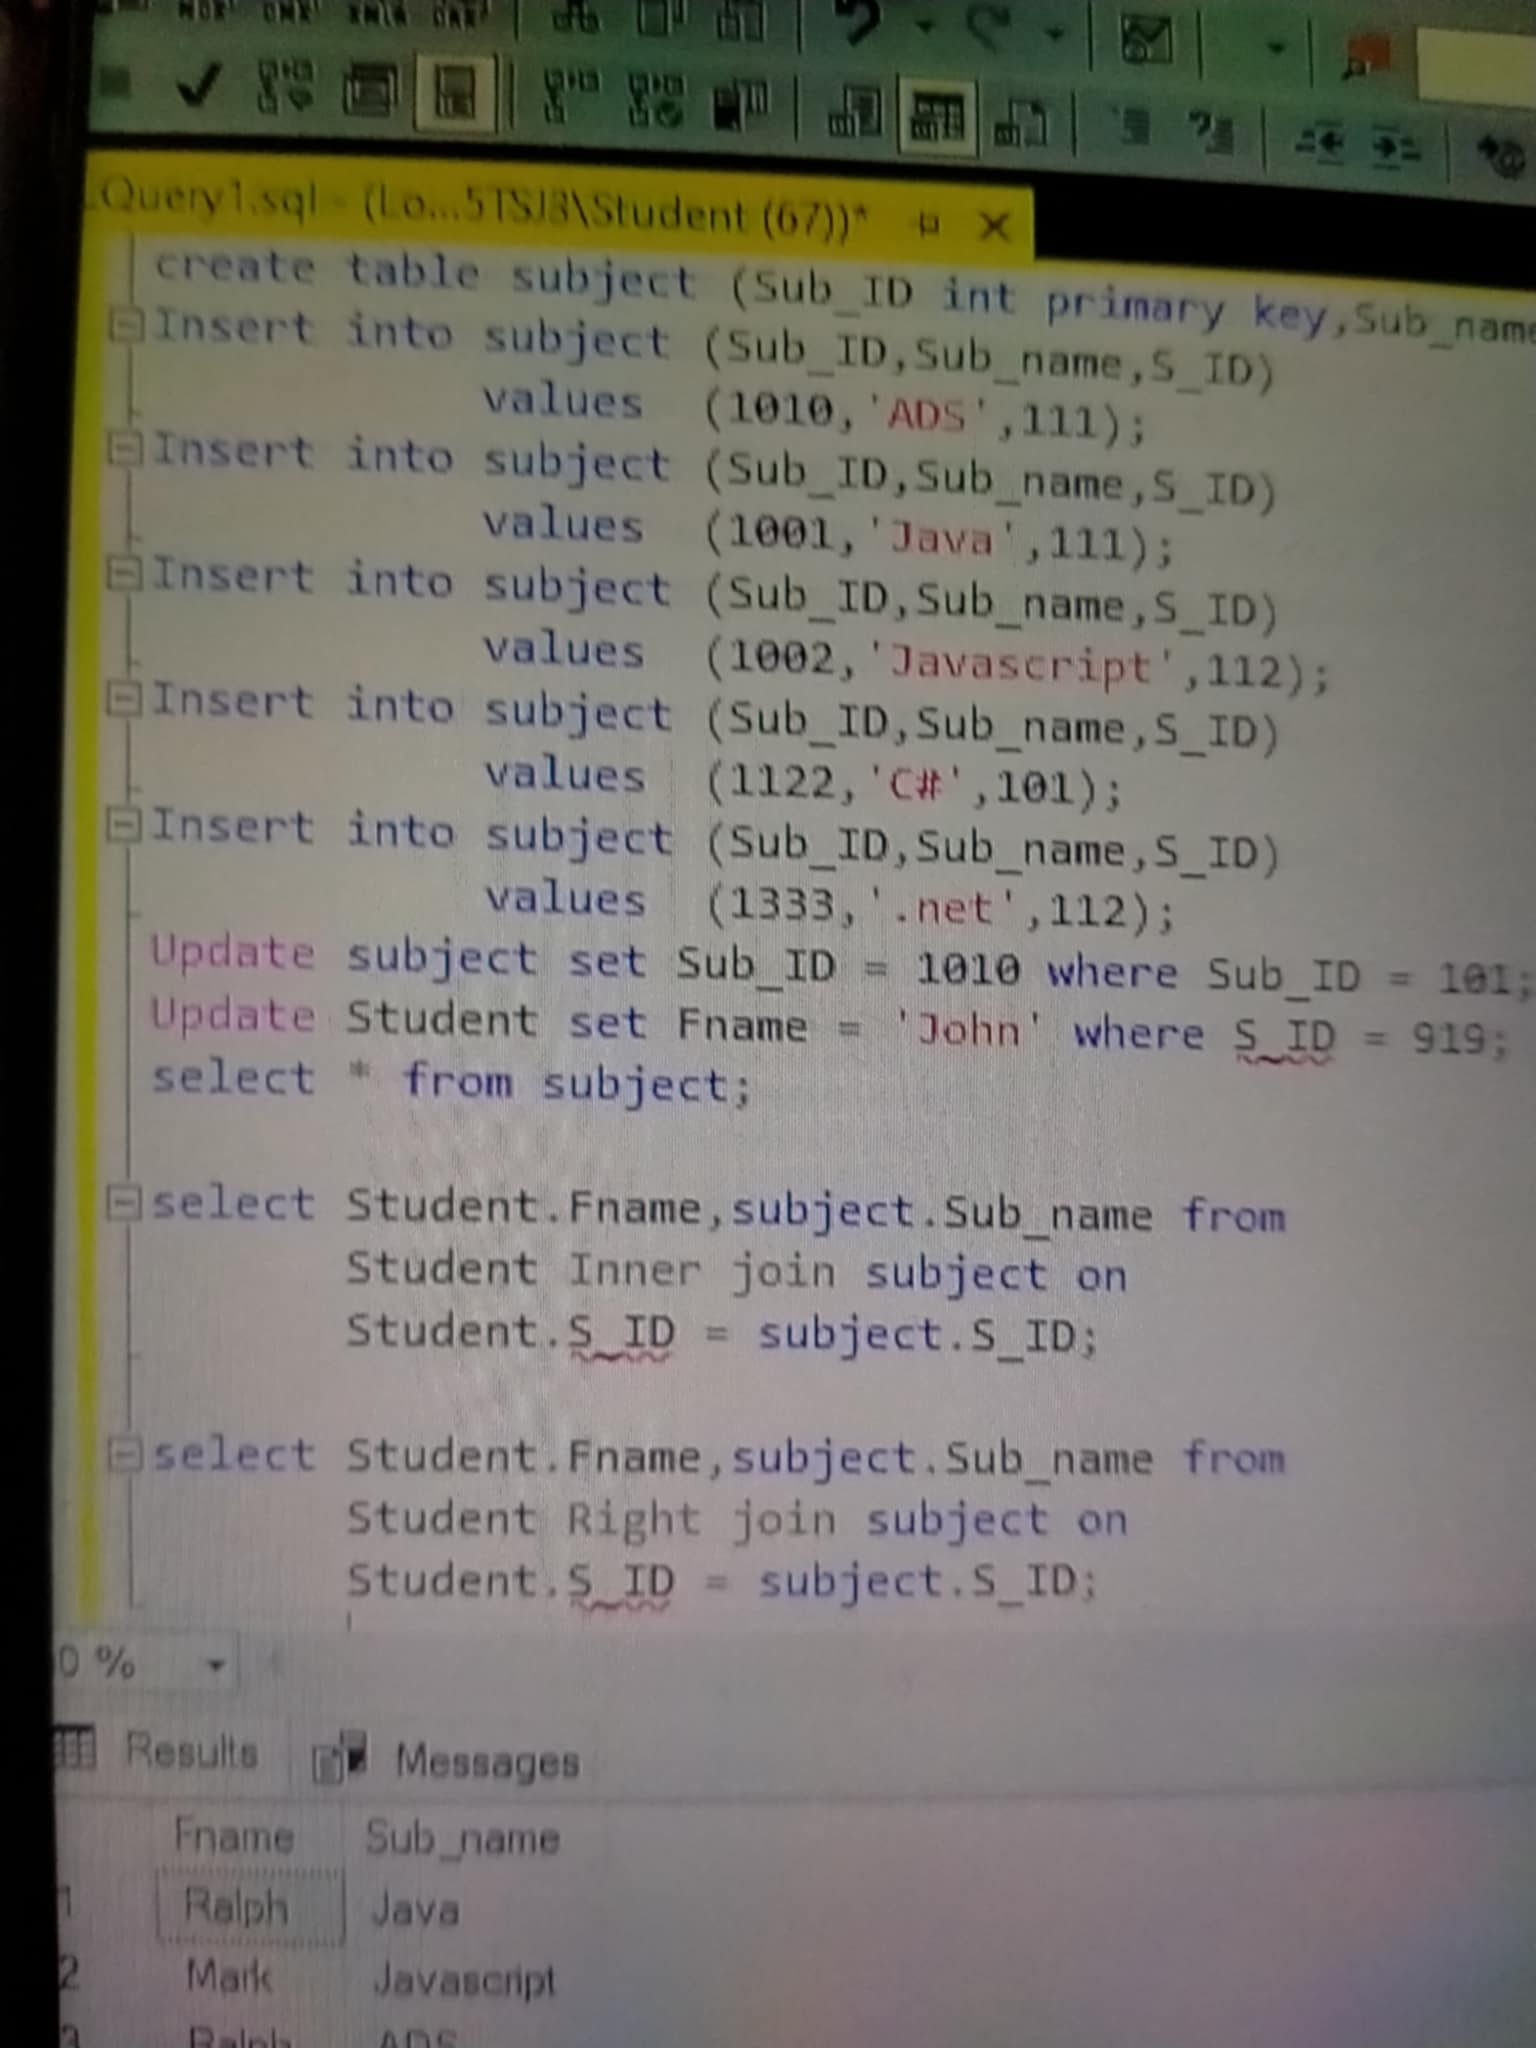 Query1.sql - (Lo...5TSJ3\Student (67))*
create table subject (Sub_ID int primary key,Sub_name
Insert into subject (Sub_ID,Sub_name,S_ID)
values (1010,'ADS',111);
Insert into subject (Sub_ID,Sub_name,S_ID)
values (1001,'Java',111);
Insert into subject (Sub_ID,Sub_name,S_ID)
values (1002,'Javascript',112);
Insert into subject (Sub_ID,Sub_name,S_ID)
values (1122,'C#',101);
Insert into subject (Sub_ID,Sub_name,S_ID)
values (1333,'.net',112);
Update subject set Sub_ID = 1010 where Sub_ID = 101;
Update Student set Fname = 'John' where S_ID = 919;
select * from subject;
select Student.Fname,subject.Sub_name from
Student Inner join subject on
Student.S_ID = subject.S_ID;
select Student.Fname,subject.Sub_name from
Student Right join subject on
Student.S_ID = subject.S_ID;
0 %
Results Messages
Fname Sub_name
1 Ralph Java
2 Mark Javascript
3 Ralph ADS